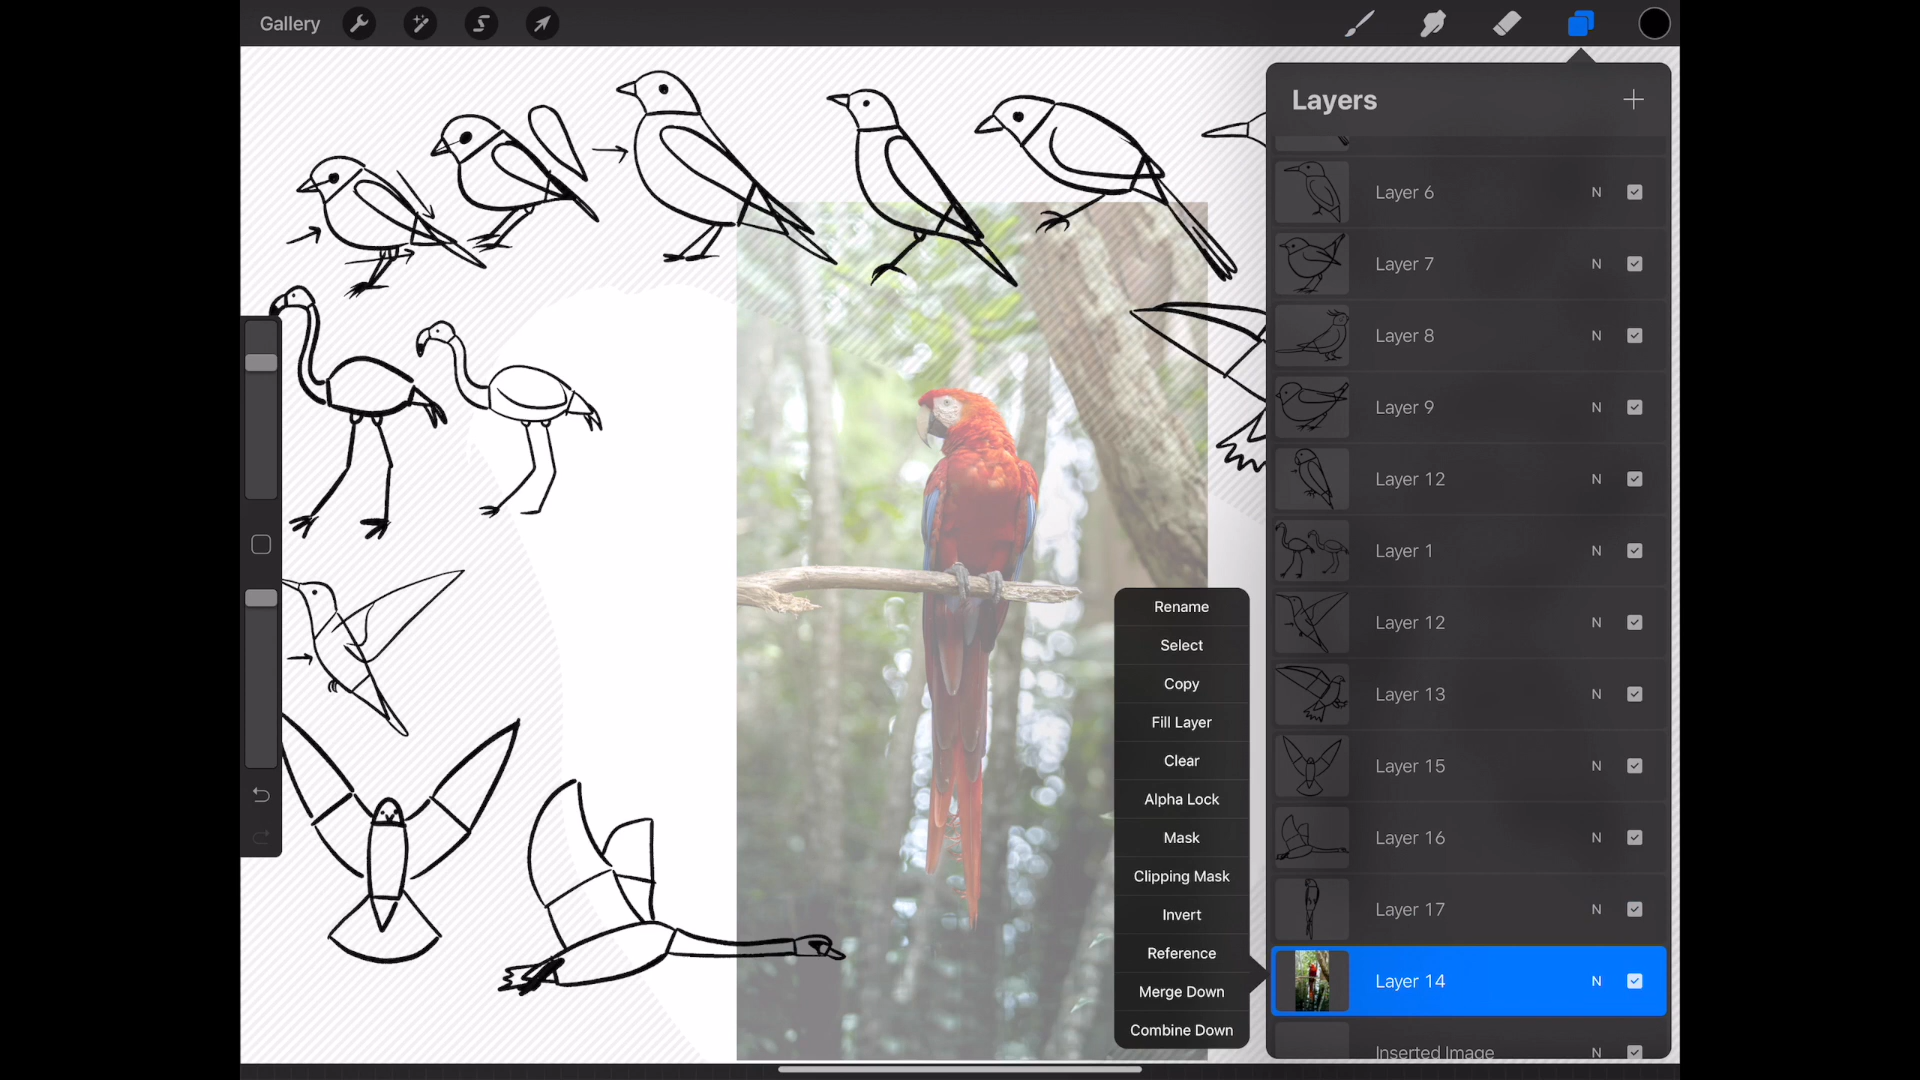 Gallery
Layers
Layer 6 N
Layer 7 N
Layer 8 N
Layer 9 N
Layer 12 N
Layer 1 N
Layer 12 N
Layer 13 N
Layer 15 N
Layer 16 N
Layer 17 N
Layer 14 N
Inserted Image N
Rename
Select
Copy
Fill Layer
Clear
Alpha Lock
Mask
Clipping Mask
Invert
Reference
Merge Down
Combine Down